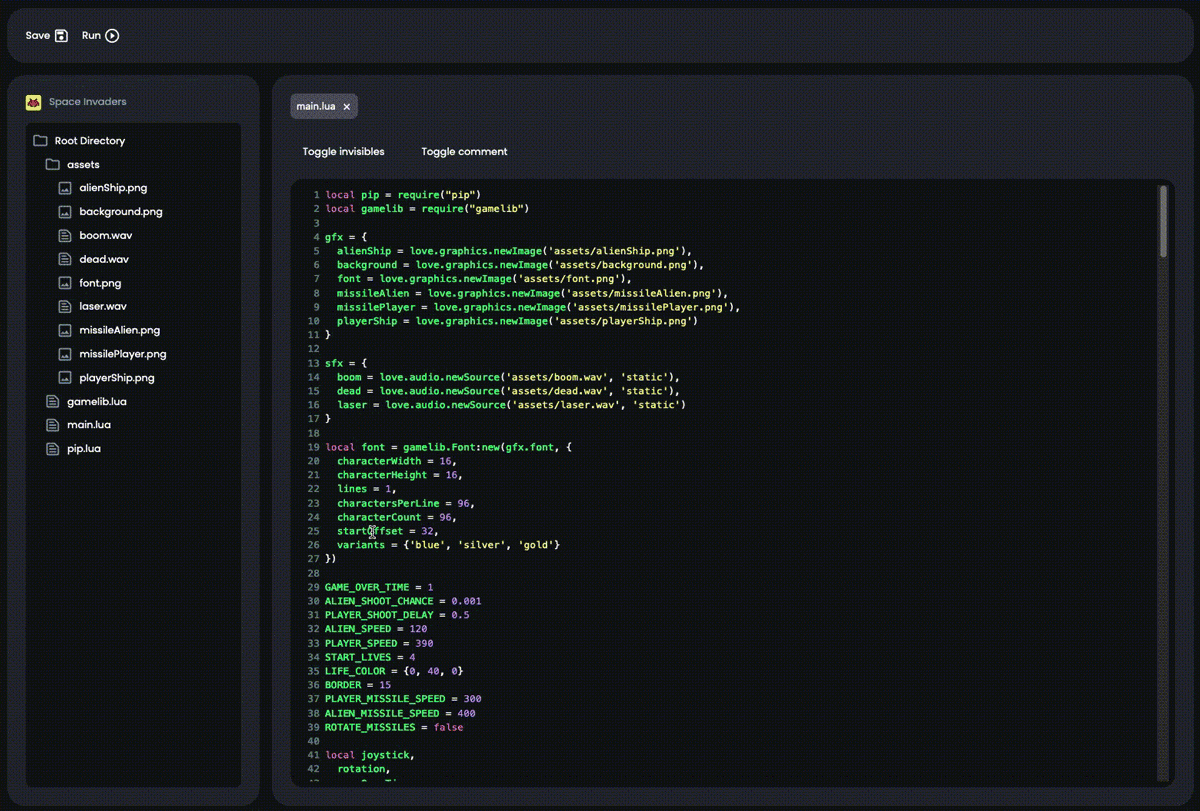 Save Run
Space Invaders
Root Directory
assets
alienShip.png
background.png
boom.wav
dead.wav
font.png
laser.wav
missileAlien.png
missilePlayer.png
playerShip.png
gamelib.lua
main.lua
pip.lua
main.lua ×
Toggle invisibles Toggle comment
1 local pip = require("pip")
2 local gamelib = require("gamelib")
3
4 gfx = {
5   alienShip = love.graphics.newImage('assets/alienShip.png'),
6   background = love.graphics.newImage('assets/background.png'),
7   font = love.graphics.newImage('assets/font.png'),
8   missileAlien = love.graphics.newImage('assets/missileAlien.png'),
9   missilePlayer = love.graphics.newImage('assets/missilePlayer.png'),
10   playerShip = love.graphics.newImage('assets/playerShip.png')
11 }
12
13 sfx = {
14   boom = love.audio.newSource('assets/boom.wav', 'static'),
15   dead = love.audio.newSource('assets/dead.wav', 'static'),
16   laser = love.audio.newSource('assets/laser.wav', 'static')
17 }
18
19 local font = gamelib.Font:new(gfx.font, {
20   characterWidth = 16,
21   characterHeight = 16,
22   lines = 1,
23   charactersPerLine = 96,
24   characterCount = 96,
25   startOffset = 32,
26   variants = {'blue', 'silver', 'gold'}
27 })
28
29 GAME_OVER_TIME = 1
30 ALIEN_SHOOT_CHANCE = 0.001
31 PLAYER_SHOOT_DELAY = 0.5
32 ALIEN_SPEED = 120
33 PLAYER_SPEED = 390
34 START_LIVES = 4
35 LIFE_COLOR = {0, 40, 0}
36 BORDER = 15
37 PLAYER_MISSILE_SPEED = 300
38 ALIEN_MISSILE_SPEED = 400
39 ROTATE_MISSILES = false
40
41 local joystick,
42   rotation,